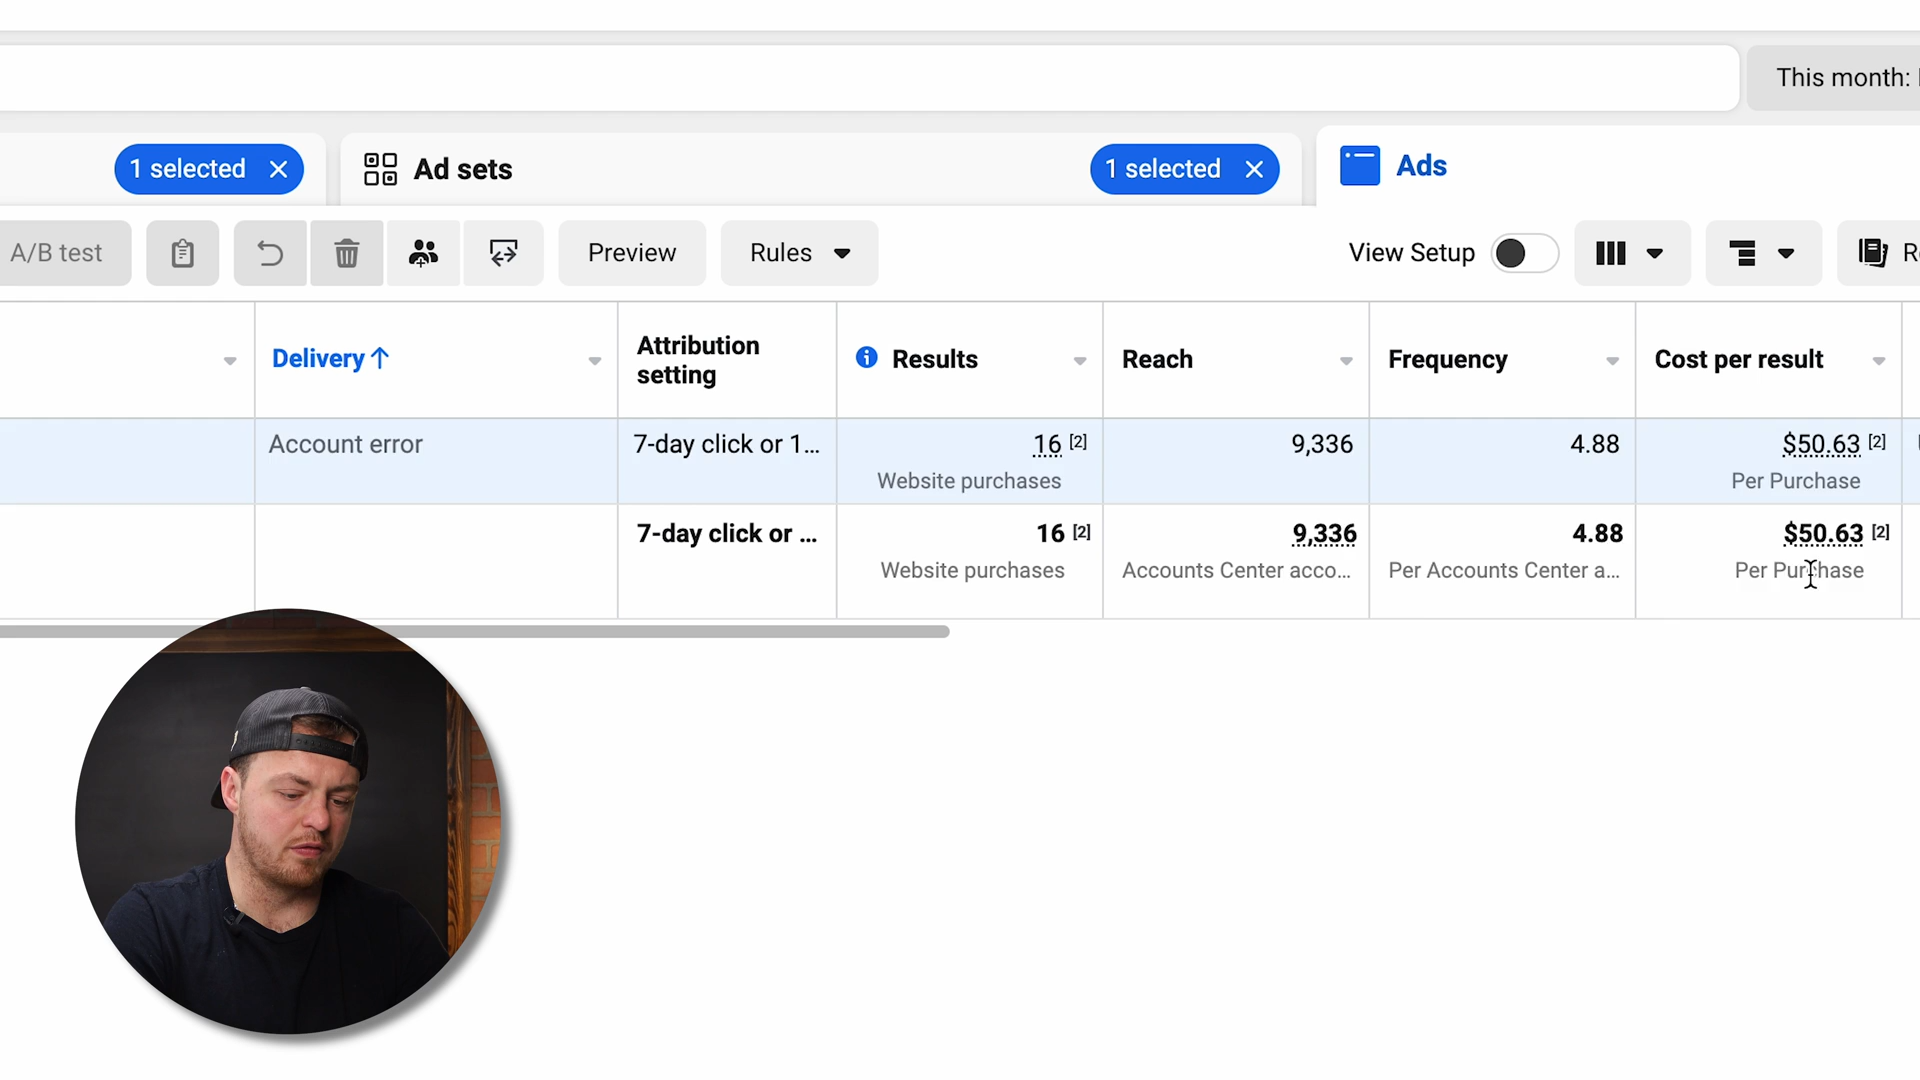 This month:
1 selected
Ad sets
1 selected
Ads
A/B test
Preview
Rules
View Setup
Delivery
Attribution
setting
Results
Reach
Frequency
Cost per result
Account error
7-day click or 1...
16 [2]
9,336
4.88
$50.63 [2]
Website purchases
Per Purchase
7-day click or ...
16 [2]
9,336
4.88
$50.63 [2]
Website purchases
Accounts Center acco...
Per Accounts Center a...
Per Purchase